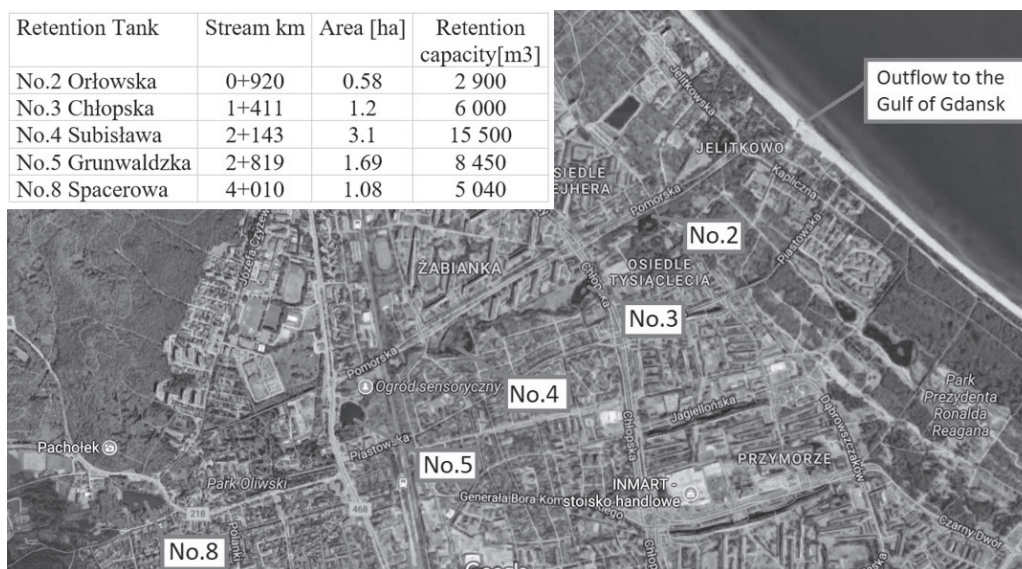 Retention Tank Stream km Area [ha] Retention capacity[m3]
No.2 Orłowska 0+920 0.58 2 900
No.3 Chłopska 1+411 1.2 6 000
No.4 Subisława 2+143 3.1 15 500
No.5 Grunwaldzka 2+819 1.69 8 450
No.8 Spacerowa 4+010 1.08 5 040
Outflow to the
Gulf of Gdansk
Jelitkowska
JELITKOWO
Kapliczna
OSIEDLE
Pomorska
Piastowska
No.2
ŻABIANKA
OSIEDLE
TYSIĄCLECIA
Chłopska
No.3
Pomorska
Ogród sensoryczny
No.4
Jagiellońska
Chłopska
Park
Prezydenta
Ronalda
Reagana
Dąbrowszczaków
Pachołek
Piastowska
No.5
PRZYMORZE
Park Oliwski
INMART -
stoisko handlowe
Generała Bora
218
468
Polanki
No.8
Czarny Dwór
Google